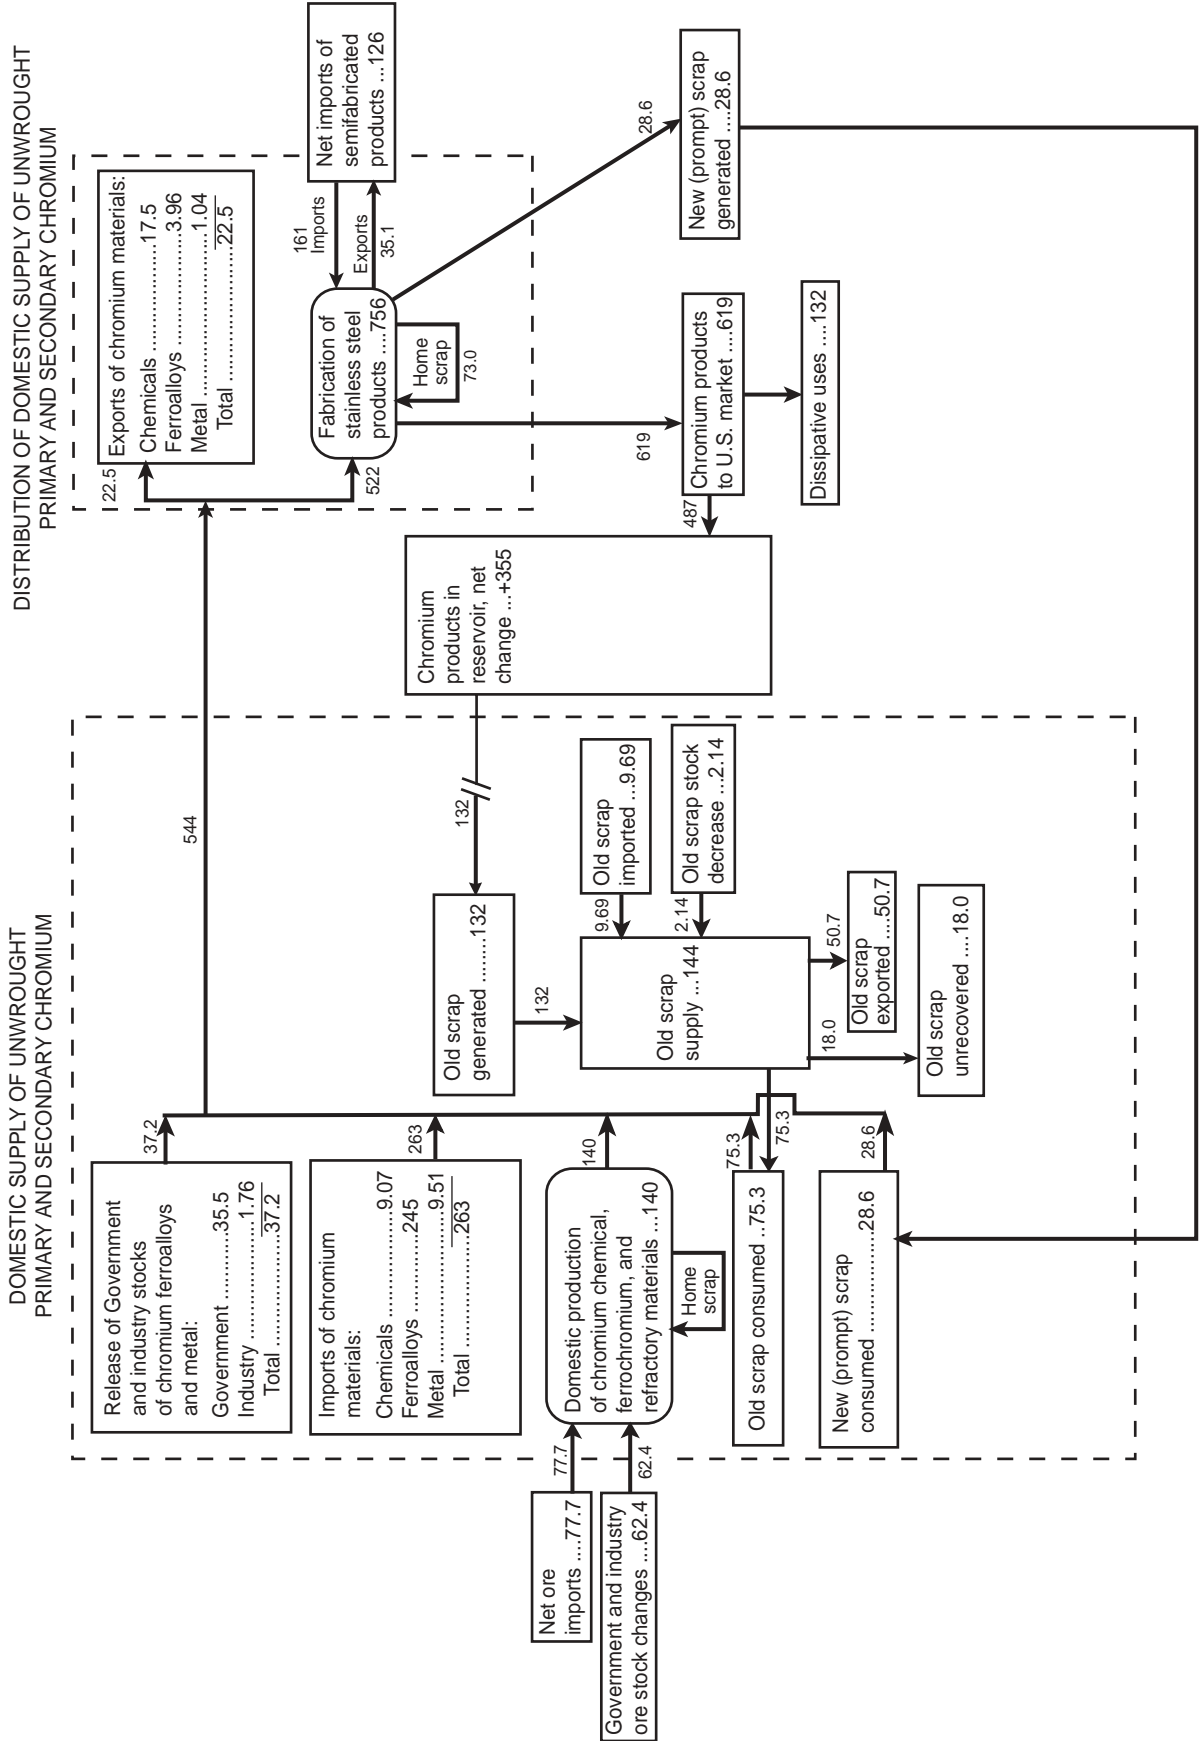 DOMESTIC SUPPLY OF UNWROUGHT
PRIMARY AND SECONDARY CHROMIUM
DISTRIBUTION OF DOMESTIC SUPPLY OF UNWROUGHT
PRIMARY AND SECONDARY CHROMIUM
Release of Government
and industry stocks
of chromium ferroalloys
and metal:
Government ...........35.5
Industry ..................1.76
Total ..................37.2
37.2
Imports of chromium
materials:
Chemicals ..............9.07
Ferroalloys ..............245
Metal ......................9.51
Total ...................263
263
Net ore
imports ....77.7
77.7
Government and industry
ore stock changes ....62.4
62.4
Domestic production
of chromium chemical,
ferrochromium, and
refractory materials ...140
140
Home
scrap
Old scrap consumed ..75.3
75.3
75.3
New (prompt) scrap
consumed ..................28.6
28.6
544
Old scrap
generated .........132
132
132
Old scrap
supply ...144
Old scrap
imported ...9.69
9.69
Old scrap stock
decrease ...2.14
2.14
Old scrap
exported ....50.7
50.7
Old scrap
unrecovered ....18.0
18.0
Chromium
products in
reservoir, net
change ...+355
Exports of chromium materials:
Chemicals ..............17.5
Ferroalloys ..............3.96
Metal .......................1.04
Total ....................22.5
22.5
522
Fabrication of
stainless steel
products ....756
Home
scrap
73.0
161
Imports
Exports
35.1
Net imports of
semifabricated
products ...126
619
487
Chromium products
to U.S. market ....619
Dissipative uses ....132
28.6
New (prompt) scrap
generated ....28.6